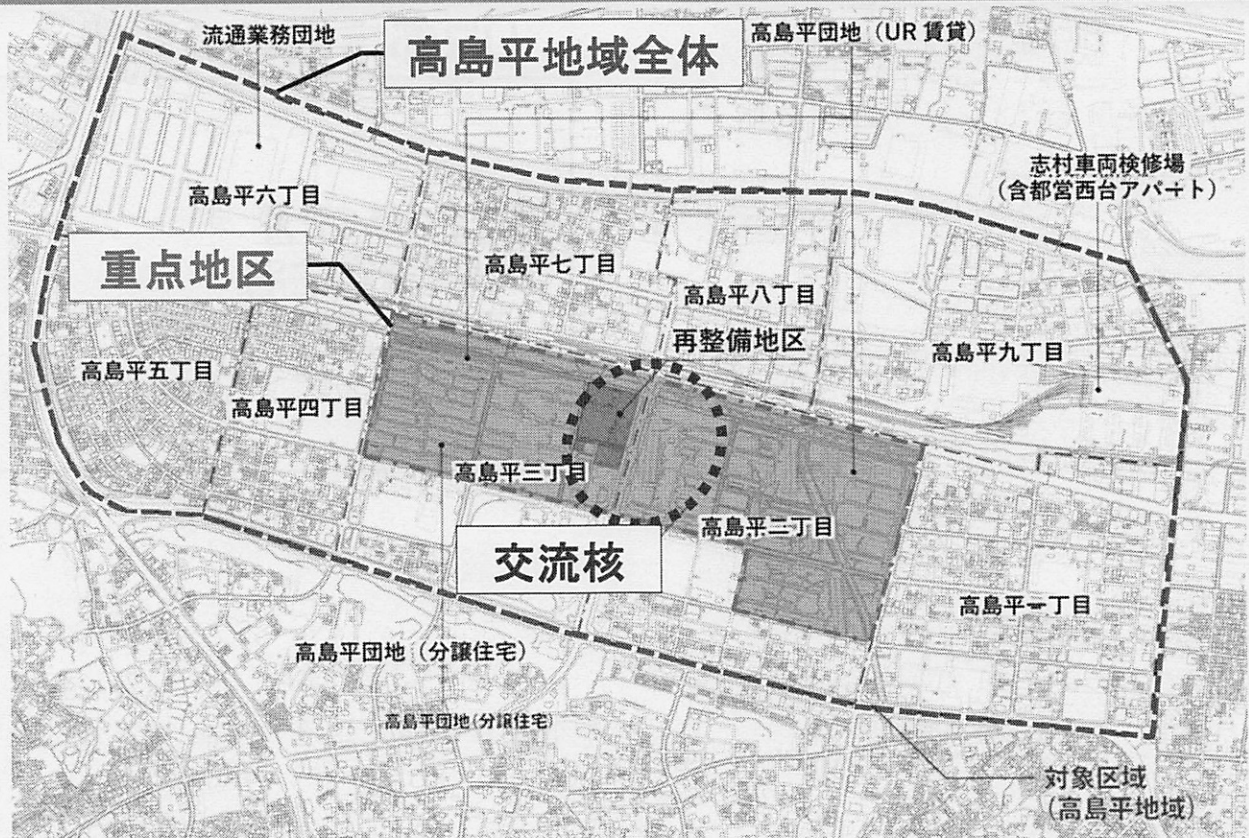 流通業務団地
高島平地域全体
高島平団地（UR 賃貸）
志村車両検修場
（含都営西台アパート）
高島平六丁目
重点地区
高島平七丁目
高島平八丁目
再整備地区
高島平九丁目
高島平五丁目
高島平四丁目
高島平三丁目
高島平二丁目
交流核
高島平一丁目
高島平団地（分譲住宅）
高島平団地(分譲住宅)
対象区域
（高島平地域）